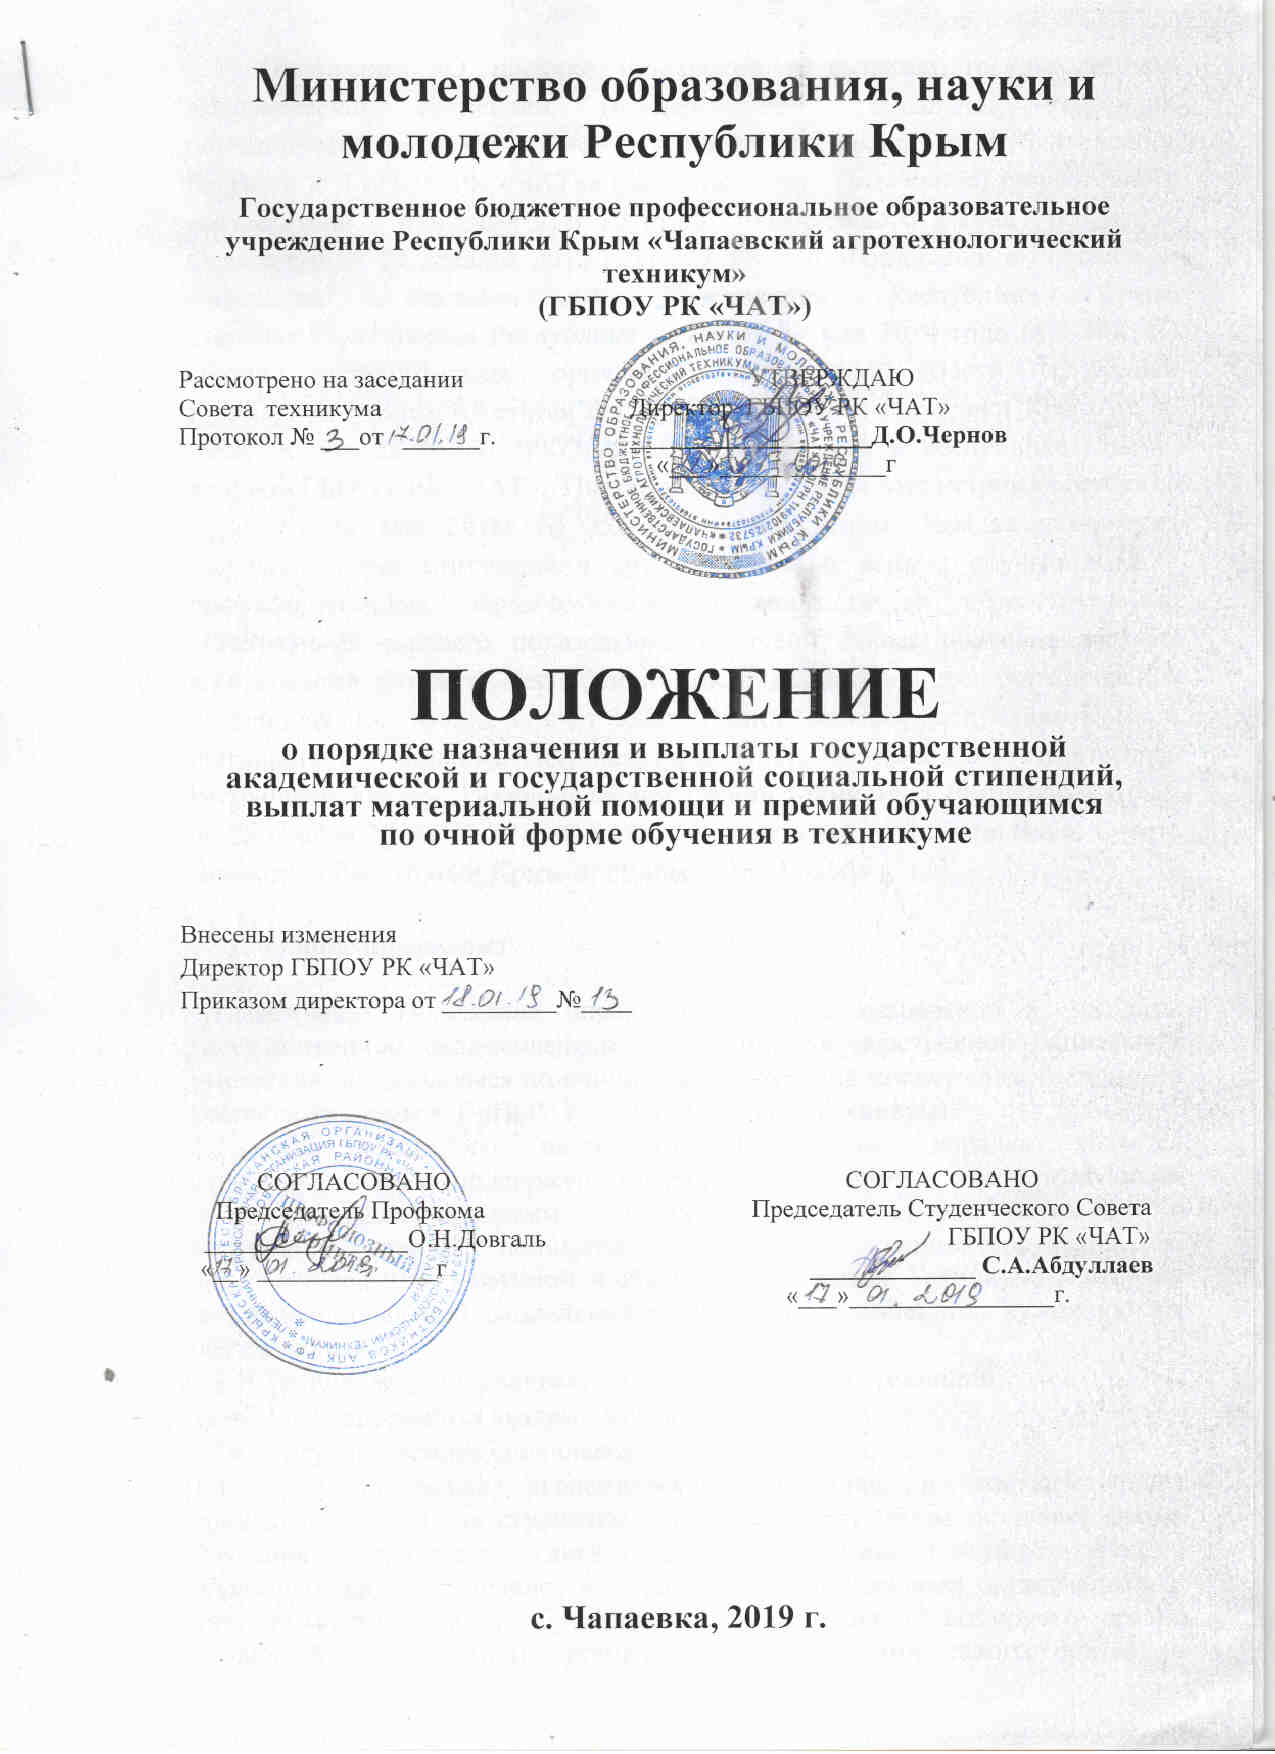 Министерство образования, науки и
молодежи Республики Крым
Государственное бюджетное профессиональное образовательное
учреждение Республики Крым «Чапаевский агротехнологический
техникум»
(ГБПОУ РК «ЧАТ»)
Рассмотрено на заседании
Совета техникума
Протокол № 3 от 17.01.19 г.
УТВЕРЖДАЮ
Директор ГБПОУ РК «ЧАТ»
Д.О.Чернов
г
ПОЛОЖЕНИЕ
о порядке назначения и выплаты государственной
академической и государственной социальной стипендий,
выплат материальной помощи и премий обучающимся
по очной форме обучения в техникуме
Внесены изменения
Директор ГБПОУ РК «ЧАТ»
Приказом директора от 18.01.19 № 13
СОГЛАСОВАНО
Председатель Профкома
О.Н.Довгаль
«17» 01. 2019 г
СОГЛАСОВАНО
Председатель Студенческого Совета
ГБПОУ РК «ЧАТ»
С.А.Абдуллаев
«17» 01. 2019 г.
с. Чапаевка, 2019 г.